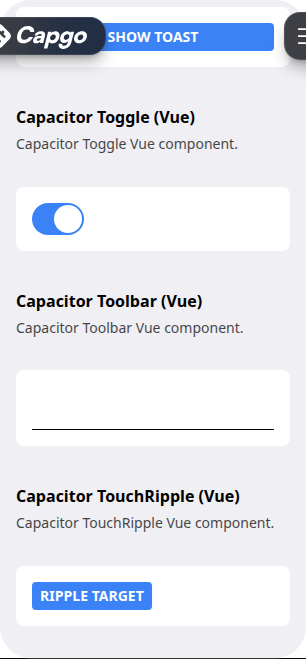 Capgo
SHOW TOAST
Capacitor Toggle (Vue)
Capacitor Toggle Vue component.
Capacitor Toolbar (Vue)
Capacitor Toolbar Vue component.
Capacitor TouchRipple (Vue)
Capacitor TouchRipple Vue component.
RIPPLE TARGET